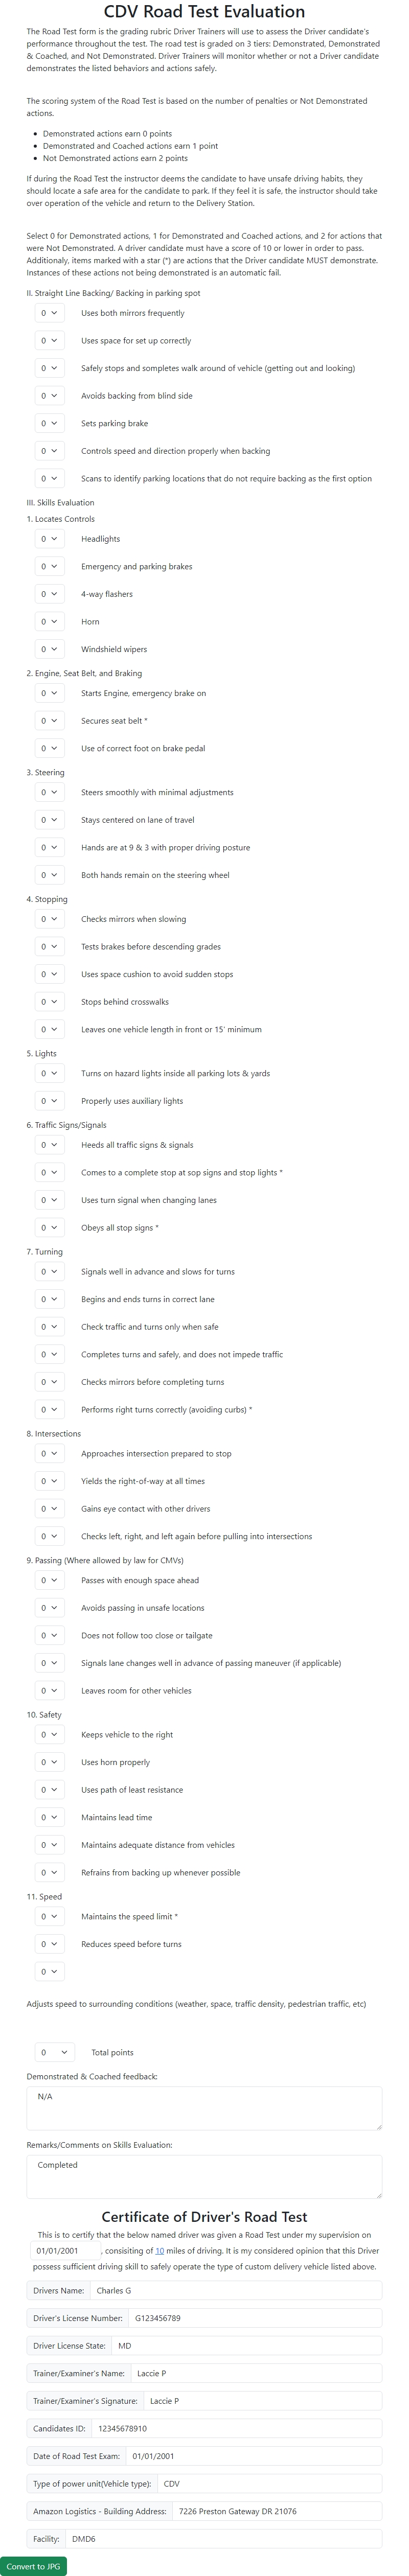 CDV Road Test Evaluation
The Road Test form is the grading rubric Driver Trainers will use to assess the Driver candidate's
performance throughout the test. The road test is graded on 3 tiers: Demonstrated, Demonstrated
& Coached, and Not Demonstrated. Driver Trainers will monitor whether or not a Driver candidate
demonstrates the listed behaviors and actions safely.
The scoring system of the Road Test is based on the number of penalties or Not Demonstrated
actions.
• Demonstrated actions earn 0 points
• Demonstrated and Coached actions earn 1 point
• Not Demonstrated actions earn 2 points
If during the Road Test the instructor deems the candidate to have unsafe driving habits, they
should locate a safe area for the candidate to park. If they feel it is safe, the instructor should take
over operation of the vehicle and return to the Delivery Station.
Select 0 for Demonstrated actions, 1 for Demonstrated and Coached actions, and 2 for actions that
were Not Demonstrated. A driver candidate must have a score of 10 or lower in order to pass.
Additionaly, items marked with a star (*) are actions that the Driver candidate MUST demonstrate.
Instances of these actions not being demonstrated is an automatic fail.
II. Straight Line Backing/ Backing in parking spot
0 Uses both mirrors frequently
0 Uses space for set up correctly
0 Safely stops and sompletes walk around of vehicle (getting out and looking)
0 Avoids backing from blind side
0 Sets parking brake
0 Controls speed and direction properly when backing
0 Scans to identify parking locations that do not require backing as the first option
III. Skills Evaluation
1. Locates Controls
0 Headlights
0 Emergency and parking brakes
0 4-way flashers
0 Horn
0 Windshield wipers
2. Engine, Seat Belt, and Braking
0 Starts Engine, emergency brake on
0 Secures seat belt *
0 Use of correct foot on brake pedal
3. Steering
0 Steers smoothly with minimal adjustments
0 Stays centered on lane of travel
0 Hands are at 9 & 3 with proper driving posture
0 Both hands remain on the steering wheel
4. Stopping
0 Checks mirrors when slowing
0 Tests brakes before descending grades
0 Uses space cushion to avoid sudden stops
0 Stops behind crosswalks
0 Leaves one vehicle length in front or 15' minimum
5. Lights
0 Turns on hazard lights inside all parking lots & yards
0 Properly uses auxiliary lights
6. Traffic Signs/Signals
0 Heeds all traffic signs & signals
0 Comes to a complete stop at sop signs and stop lights *
0 Uses turn signal when changing lanes
0 Obeys all stop signs *
7. Turning
0 Signals well in advance and slows for turns
0 Begins and ends turns in correct lane
0 Check traffic and turns only when safe
0 Completes turns and safely, and does not impede traffic
0 Checks mirrors before completing turns
0 Performs right turns correctly (avoiding curbs) *
8. Intersections
0 Approaches intersection prepared to stop
0 Yields the right-of-way at all times
0 Gains eye contact with other drivers
0 Checks left, right, and left again before pulling into intersections
9. Passing (Where allowed by law for CMVs)
0 Passes with enough space ahead
0 Avoids passing in unsafe locations
0 Does not follow too close or tailgate
0 Signals lane changes well in advance of passing maneuver (if applicable)
0 Leaves room for other vehicles
10. Safety
0 Keeps vehicle to the right
0 Uses horn properly
0 Uses path of least resistance
0 Maintains lead time
0 Maintains adequate distance from vehicles
0 Refrains from backing up whenever possible
11. Speed
0 Maintains the speed limit *
0 Reduces speed before turns
0
Adjusts speed to surrounding conditions (weather, space, traffic density, pedestrian traffic, etc)
0 Total points
Demonstrated & Coached feedback:
N/A
Remarks/Comments on Skills Evaluation:
Completed
Certificate of Driver's Road Test
This is to certify that the below named driver was given a Road Test under my supervision on
01/01/2001 , consisiting of 10 miles of driving. It is my considered opinion that this Driver
possess sufficient driving skill to safely operate the type of custom delivery vehicle listed above.
Drivers Name: Charles G
Driver's License Number: G123456789
Driver License State: MD
Trainer/Examiner's Name: Laccie P
Trainer/Examiner's Signature: Laccie P
Candidates ID: 12345678910
Date of Road Test Exam: 01/01/2001
Type of power unit(Vehicle type): CDV
Amazon Logistics - Building Address: 7226 Preston Gateway DR 21076
Facility: DMD6
Convert to JPG